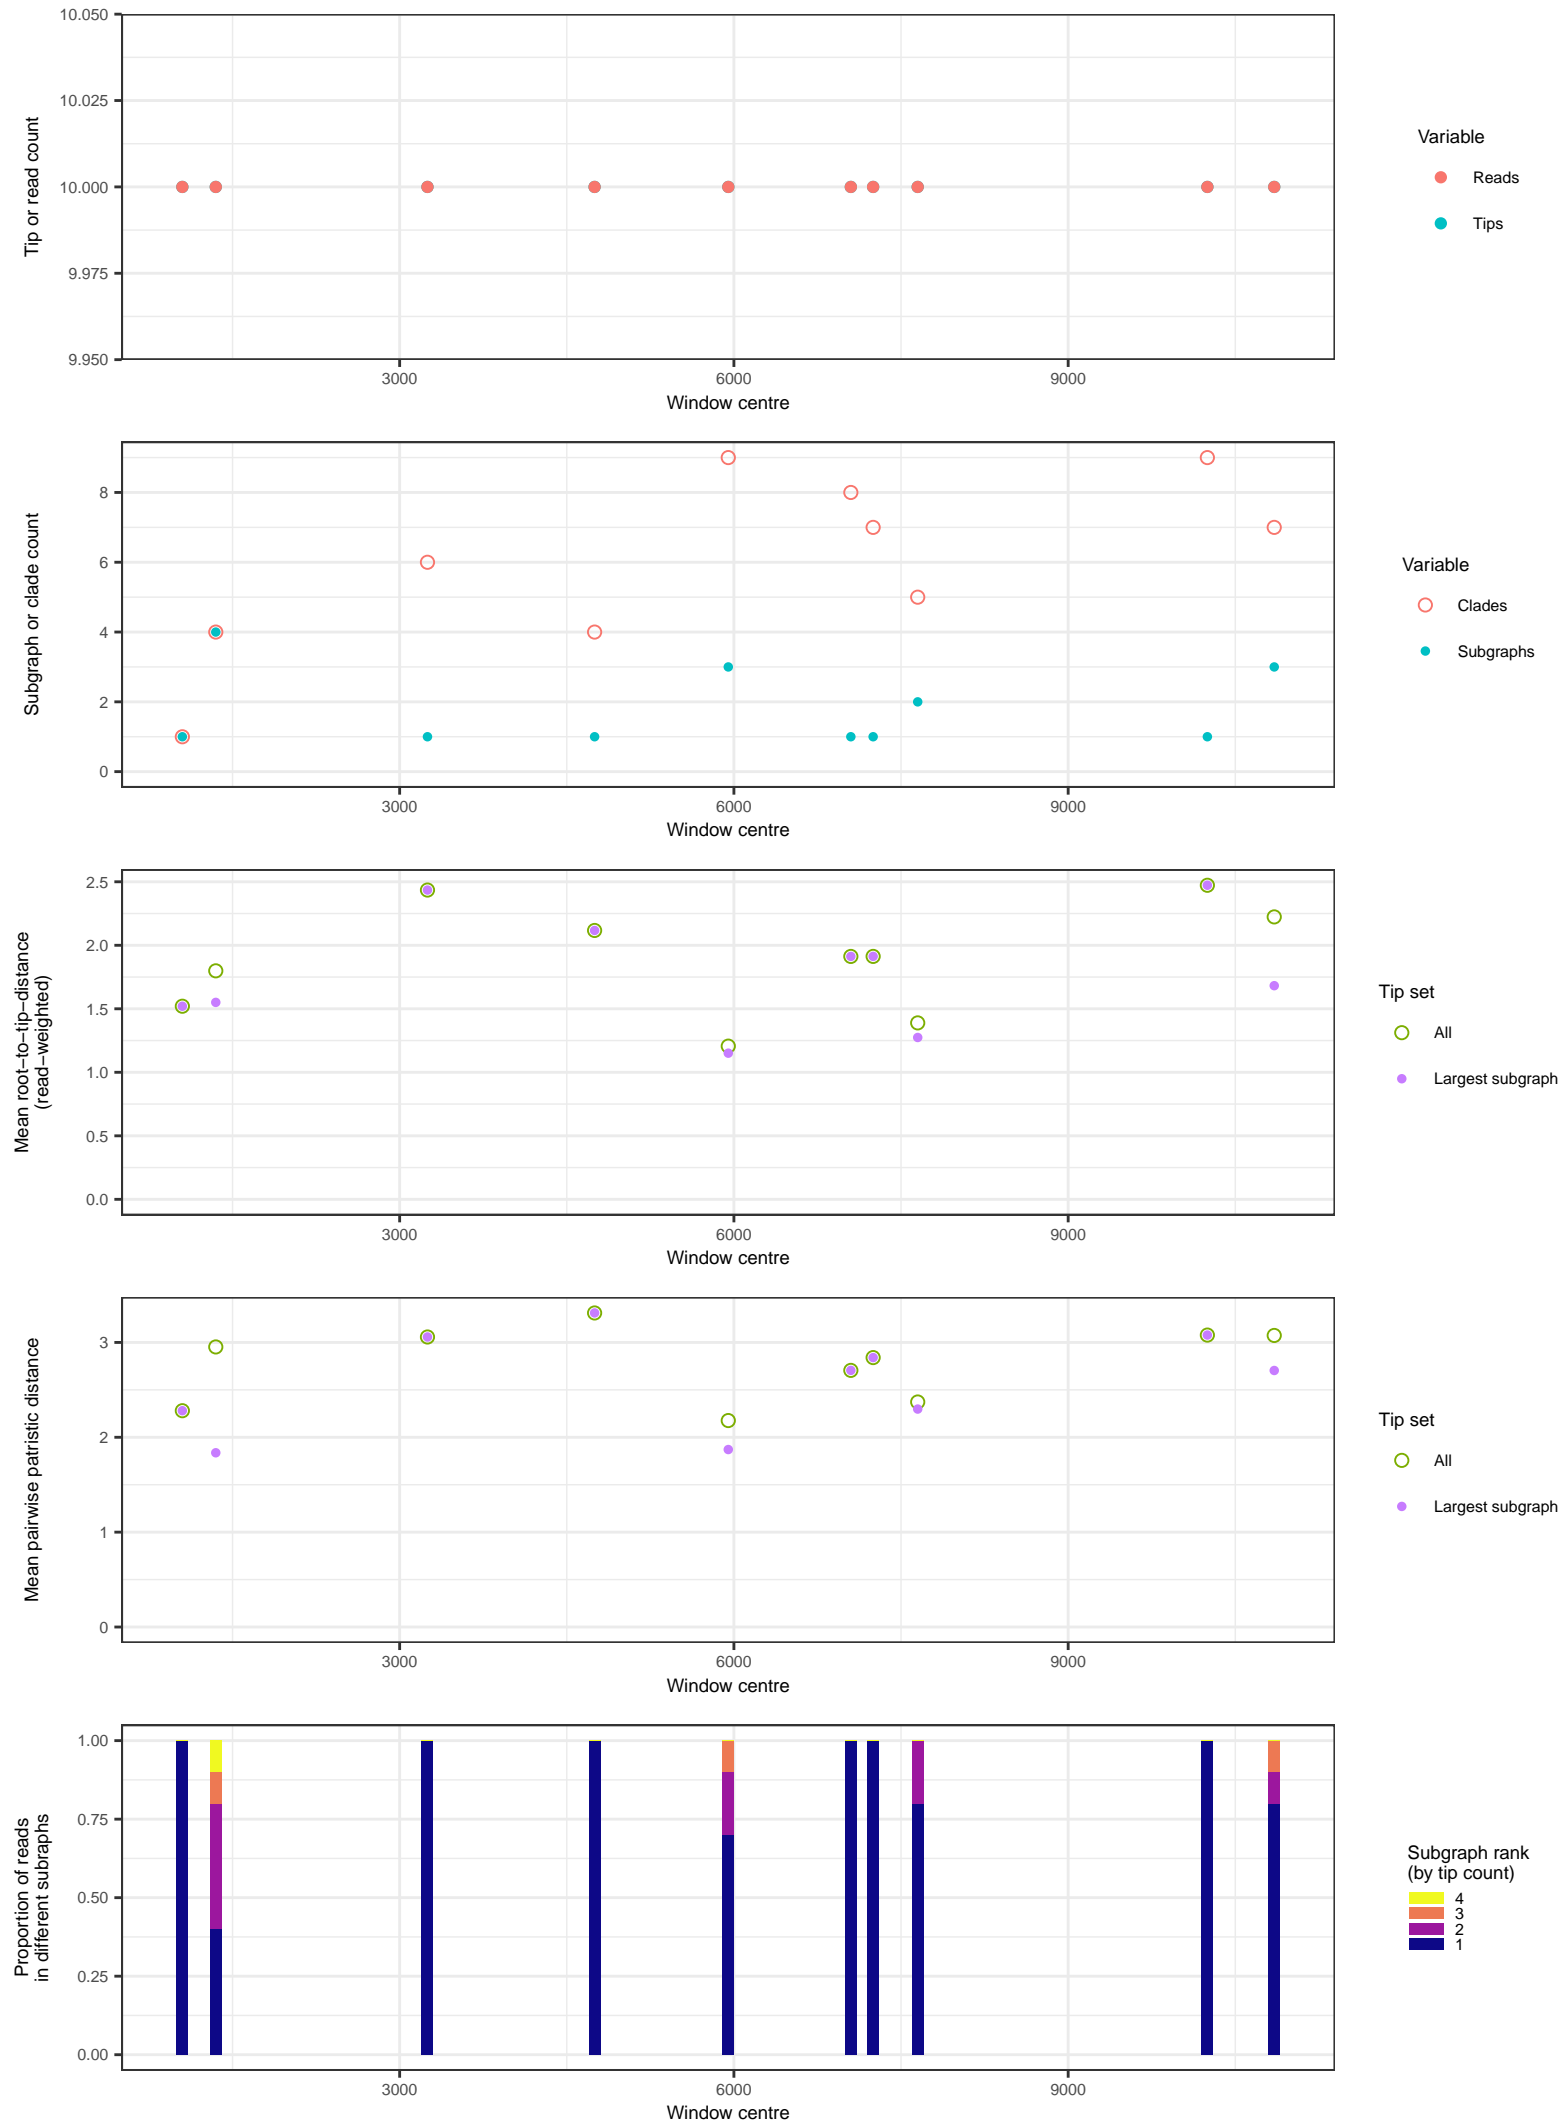 10.050
10.025
10.000
9.975
9.950
Tip or read count
3000 6000 9000
Window centre
Variable
Reads
Tips
8
6
4
2
0
Subgraph or clade count
3000 6000 9000
Window centre
Variable
Clades
Subgraphs
2.5
2.0
1.5
1.0
0.5
0.0
Mean root−to−tip−distance
(read−weighted)
3000 6000 9000
Window centre
Tip set
All
Largest subgraph
3
2
1
0
Mean pairwise patristic distance
3000 6000 9000
Window centre
Tip set
All
Largest subgraph
1.00
0.75
0.50
0.25
0.00
Proportion of reads
in different subraphs
3000 6000 9000
Window centre
Subgraph rank
(by tip count)
4
3
2
1